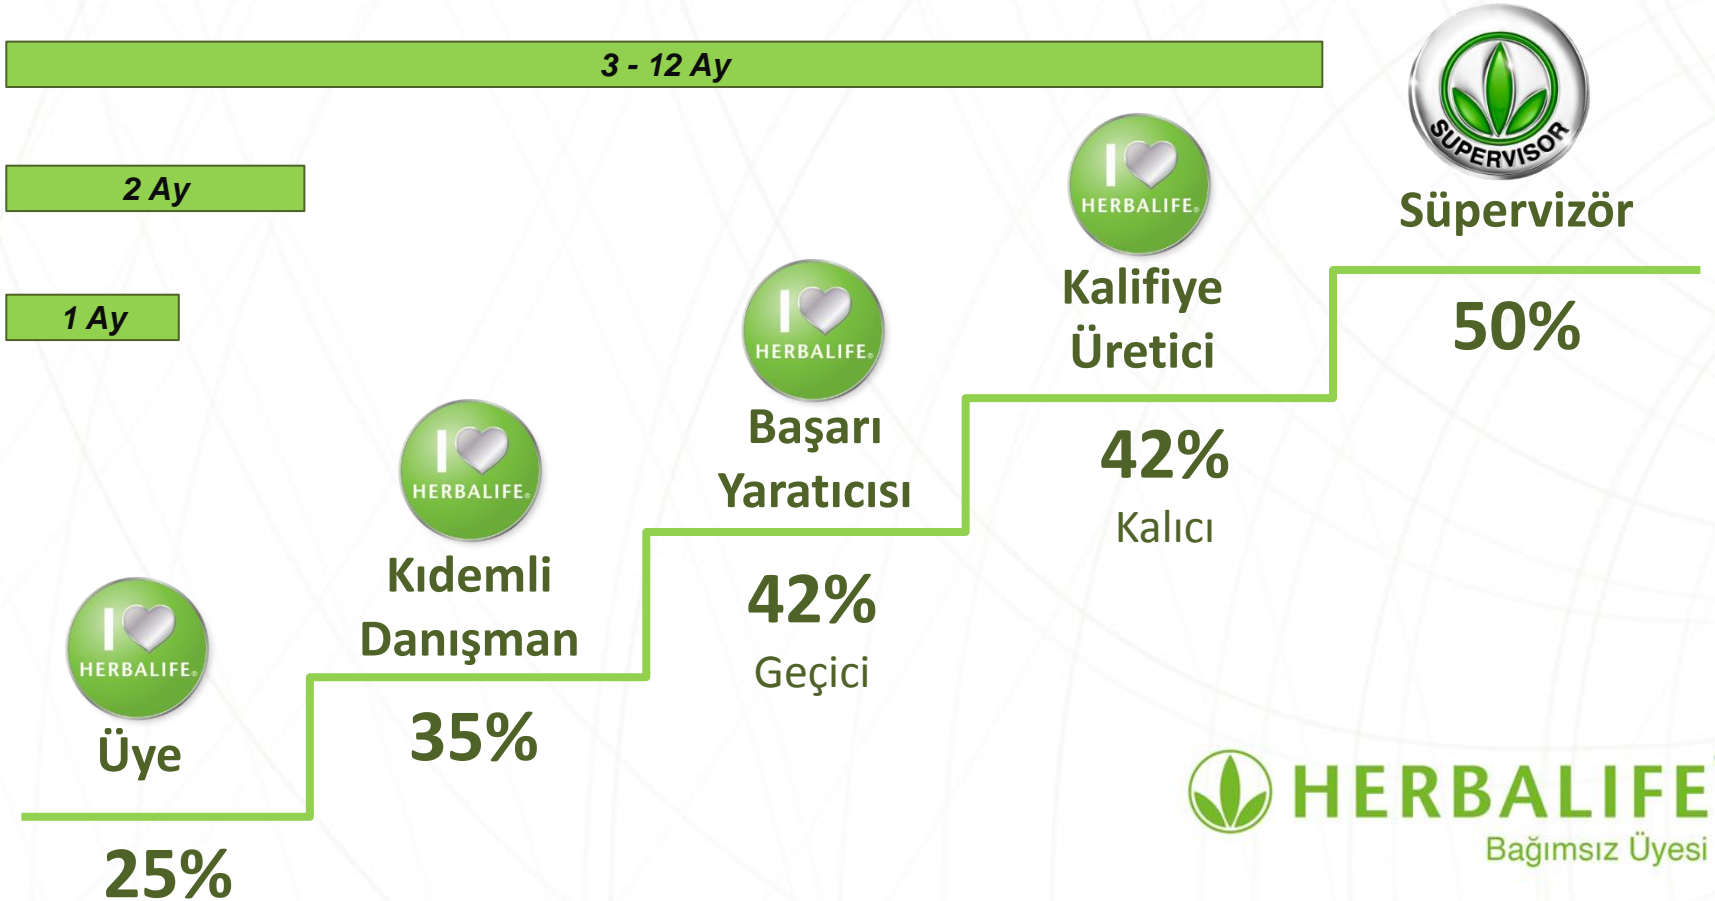 3 - 12 Ay
2 Ay
1 Ay
I
HERBALIFE®
Üye
25%
I
HERBALIFE®
Kıdemli
Danışman
35%
I
HERBALIFE®
Başarı
Yaratıcısı
42%
Geçici
I
HERBALIFE®
Kalifiye
Üretici
42%
Kalıcı
SUPERVISOR
Süpervizör
50%
HERBALIFE
Bağımsız Üyesi